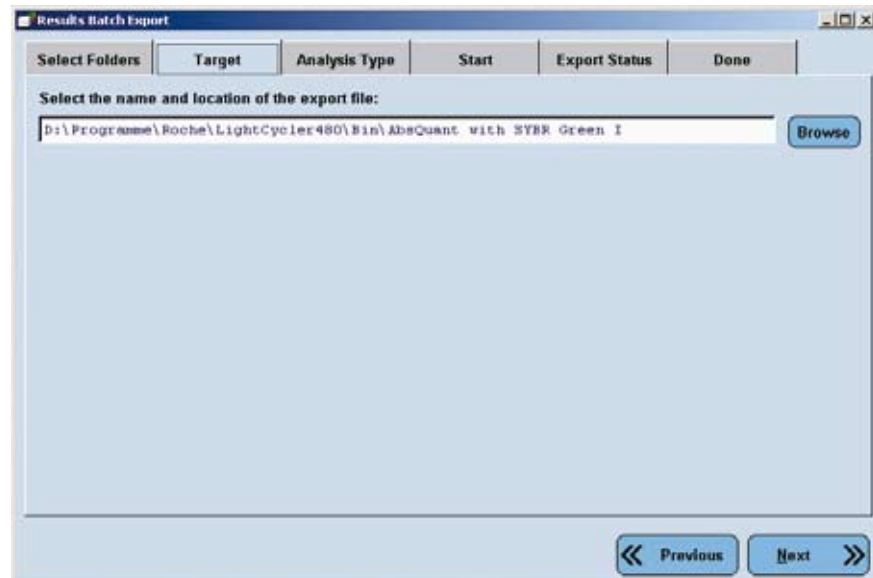 Results Batch Export
Select Folders Target Analysis Type Start Export Status Done
Select the name and location of the export file:
D:\Programme\Roche\LightCycler480\Bin\AbsQuant with SYBR Green I
Browse
Previous Next